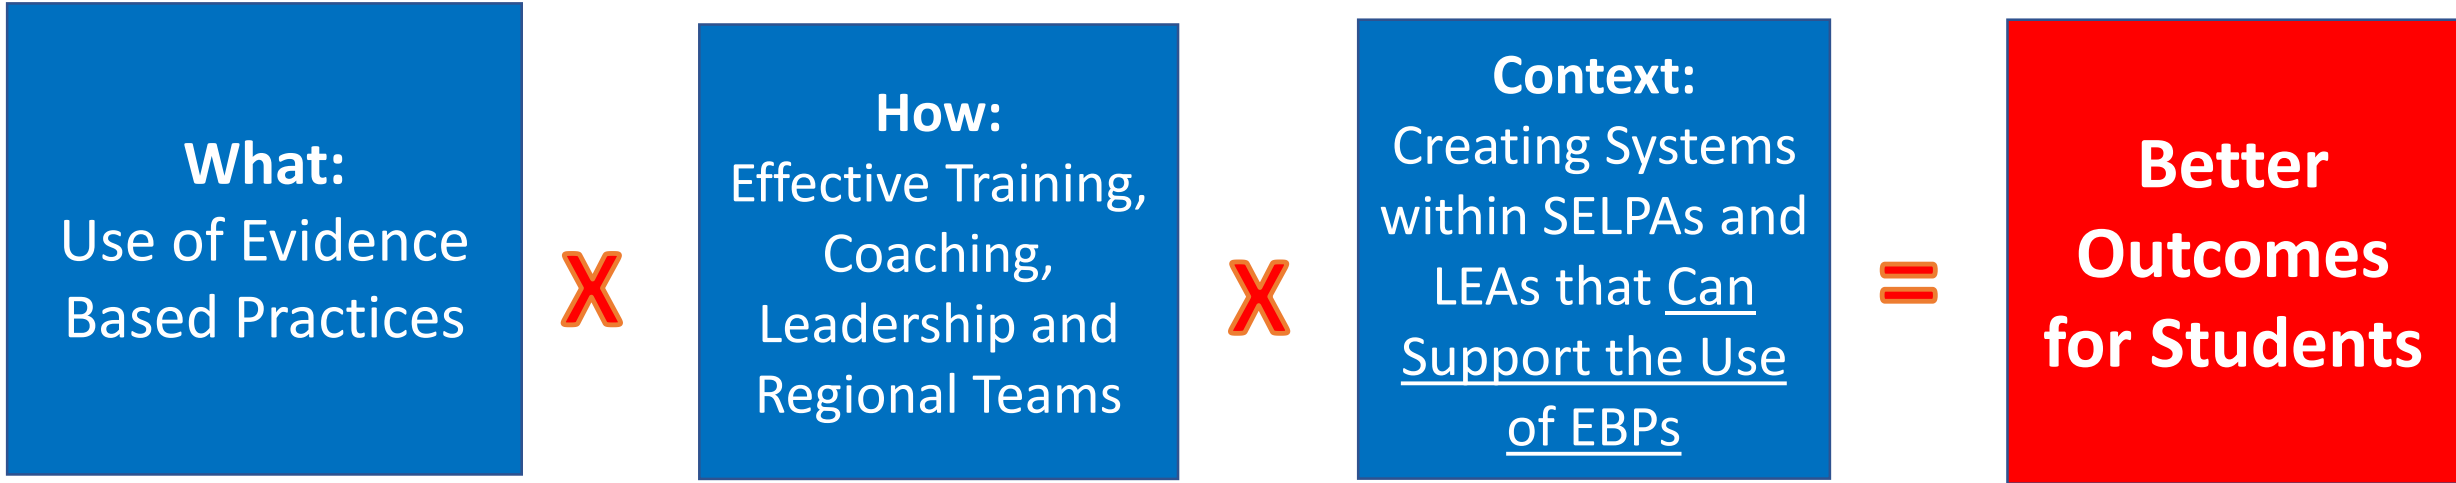 What:
Use of Evidence
Based Practices
X
How:
Effective Training,
Coaching,
Leadership and
Regional Teams
X
Context:
Creating Systems
within SELPAs and
LEAs that Can
Support the Use
of EBPs
=
Better
Outcomes
for Students